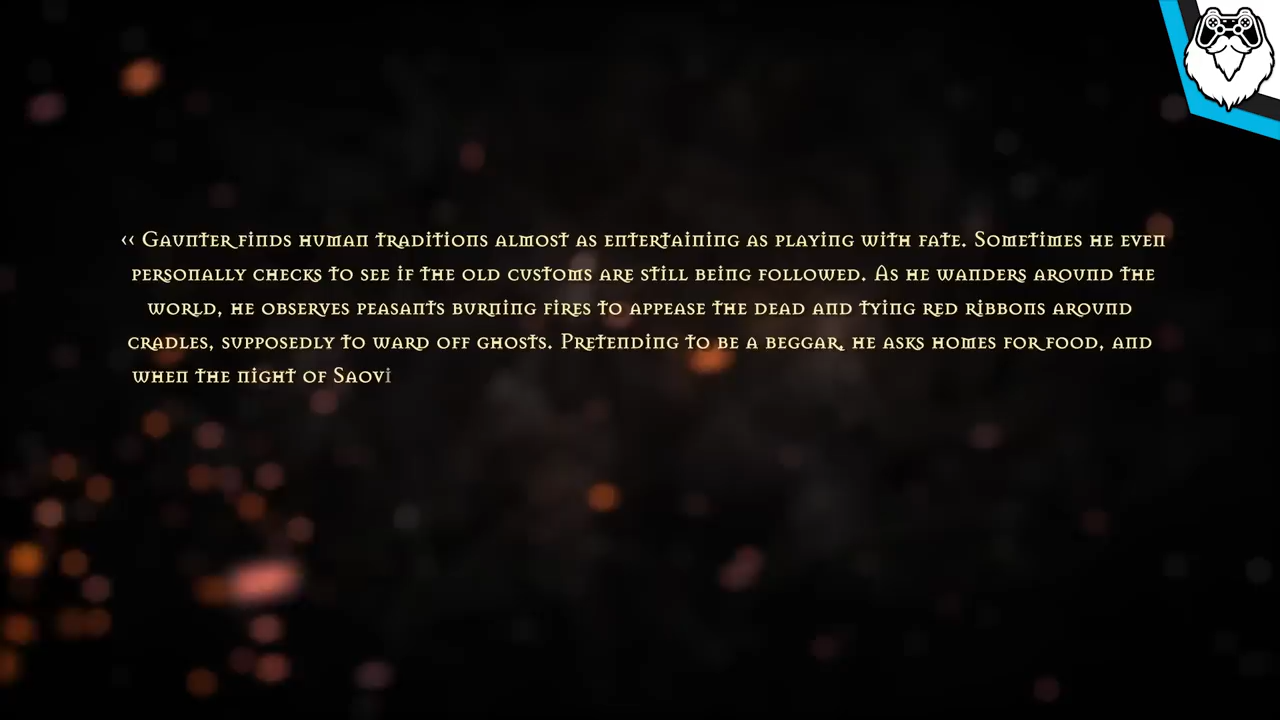 ‹‹ Gaunter finds human traditions almost as entertaining as playing with fate. Sometimes he even
personally checks to see if the old customs are still being followed. As he wanders around the
world, he observes peasants burning fires to appease the dead and tying red ribbons around
cradles, supposedly to ward off ghosts. Pretending to be a beggar, he asks homes for food, and
when the night of Saovi